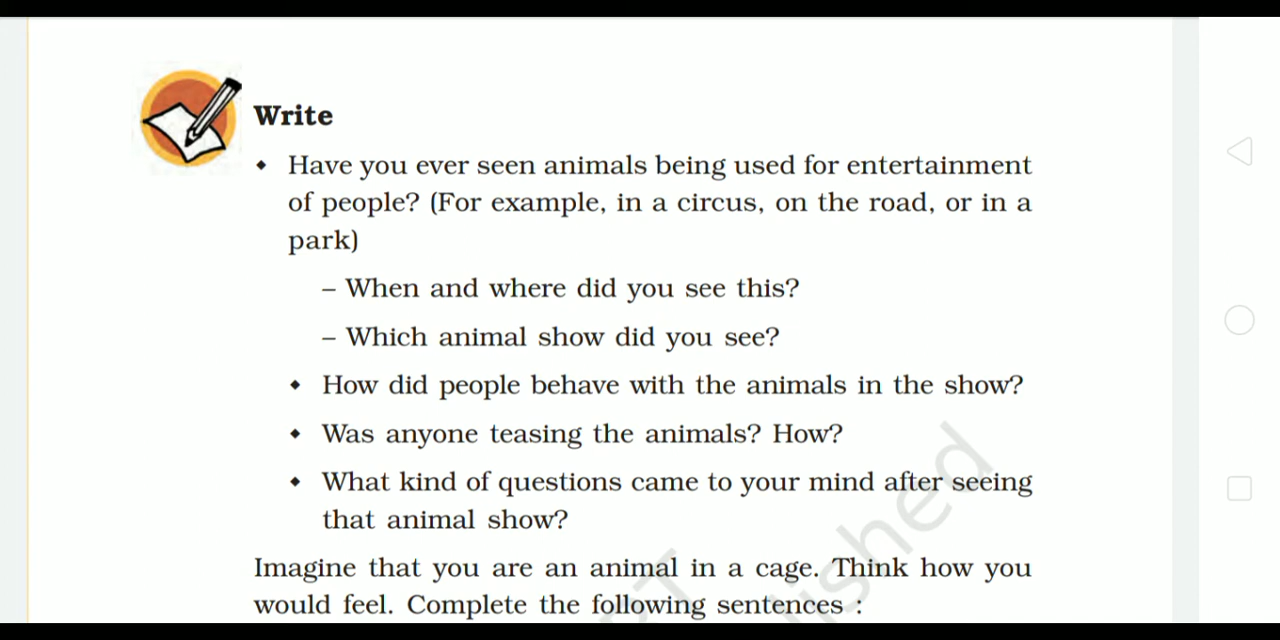 Write
◆ Have you ever seen animals being used for entertainment
of people? (For example, in a circus, on the road, or in a
park)
– When and where did you see this?
– Which animal show did you see?
◆ How did people behave with the animals in the show?
◆ Was anyone teasing the animals? How?
◆ What kind of questions came to your mind after seeing
that animal show?
Imagine that you are an animal in a cage. Think how you
would feel. Complete the following sentences :